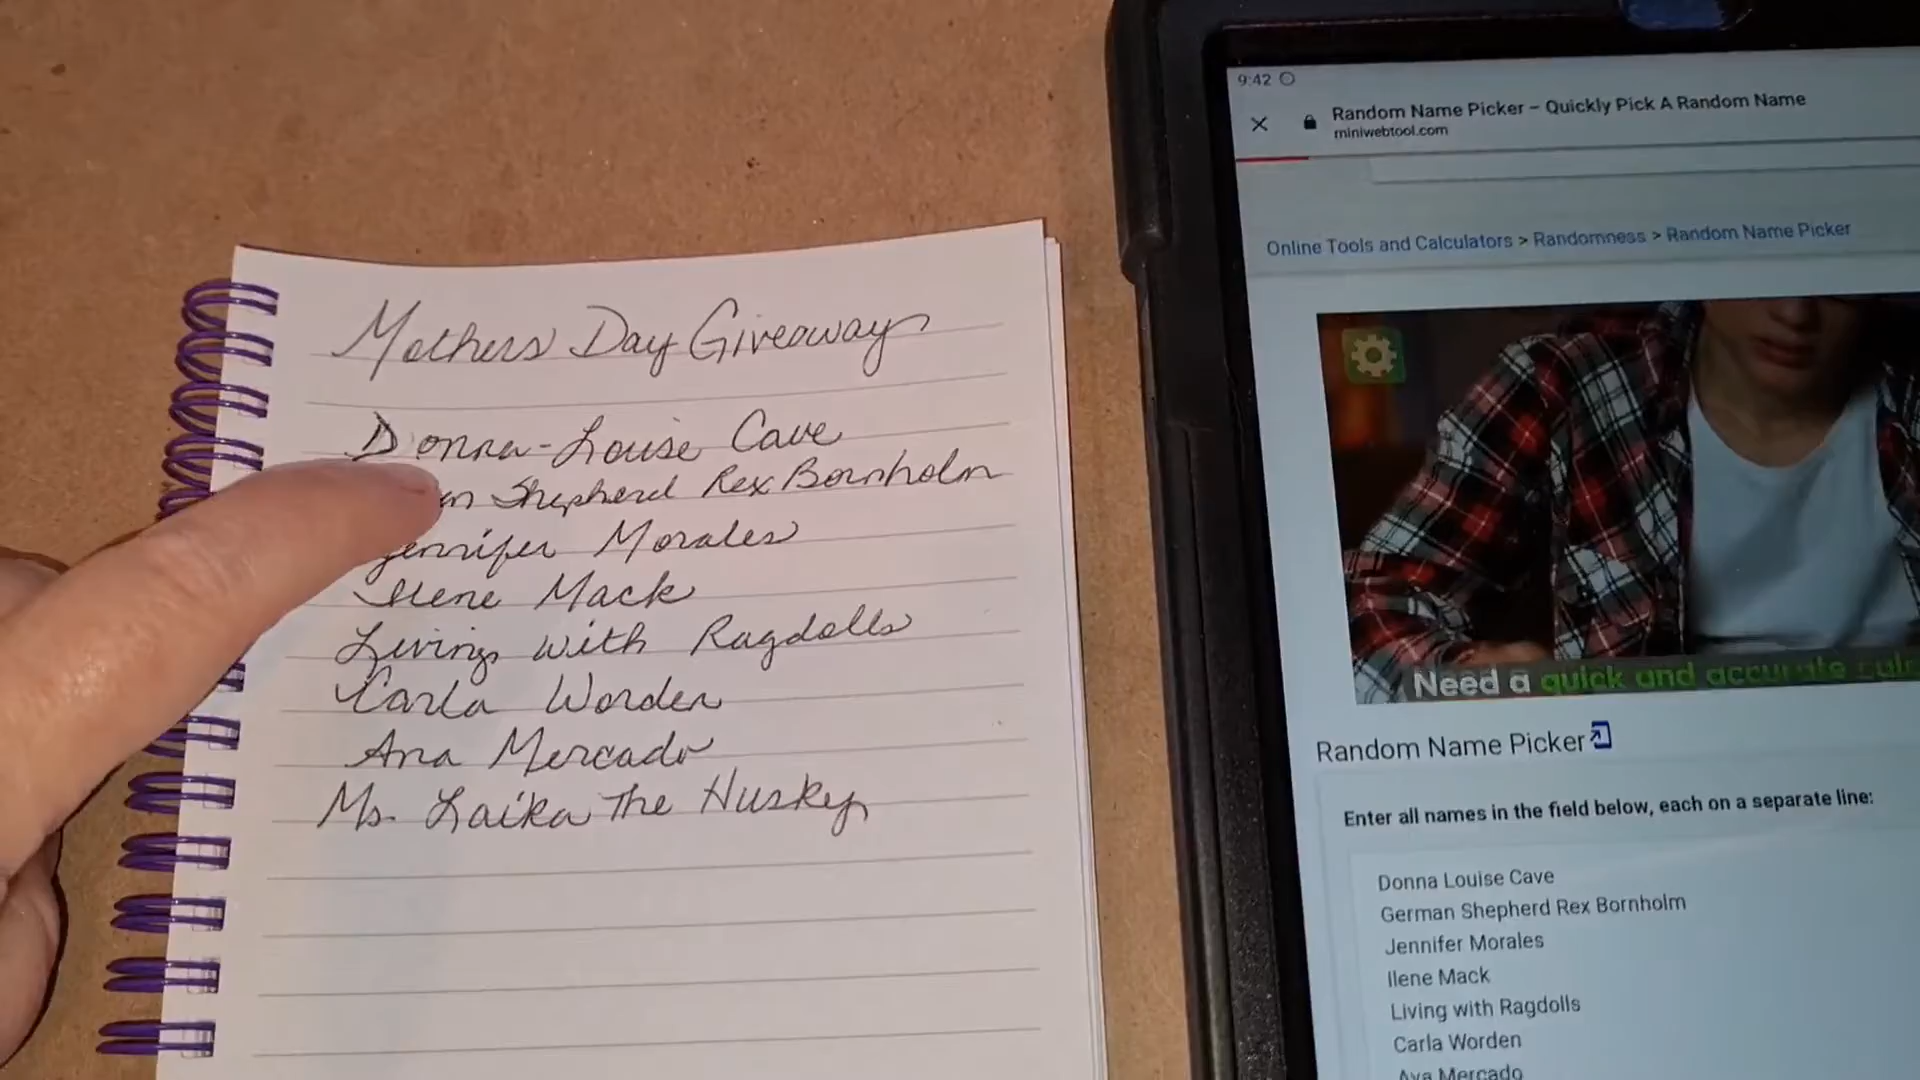 Mothers Day Giveaway
Donna-Louise Cave
Shepherd Rex Bornholm
Jennifer Morales
Ilene Mack
Living with Ragdolls
Carla Worden
Ana Mercado
Ms. Laika The Husky
9:42
Random Name Picker – Quickly Pick A Random Name
miniwebtool.com
Online Tools and Calculators > Randomness > Random Name Picker
Need a quick and accurate
Random Name Picker
Enter all names in the field below, each on a separate line:
Donna Louise Cave
German Shepherd Rex Bornholm
Jennifer Morales
Ilene Mack
Living with Ragdolls
Carla Worden
Mercado